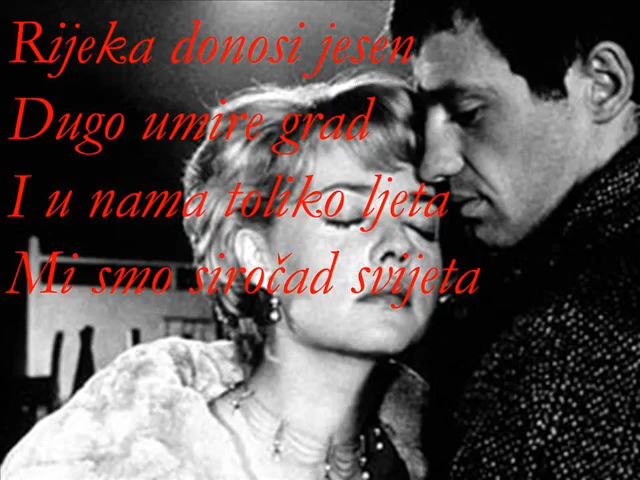 Rijeka donosi jesen
Dugo umire grad
I u nama toliko ljeta
Mi smo siročad svijeta